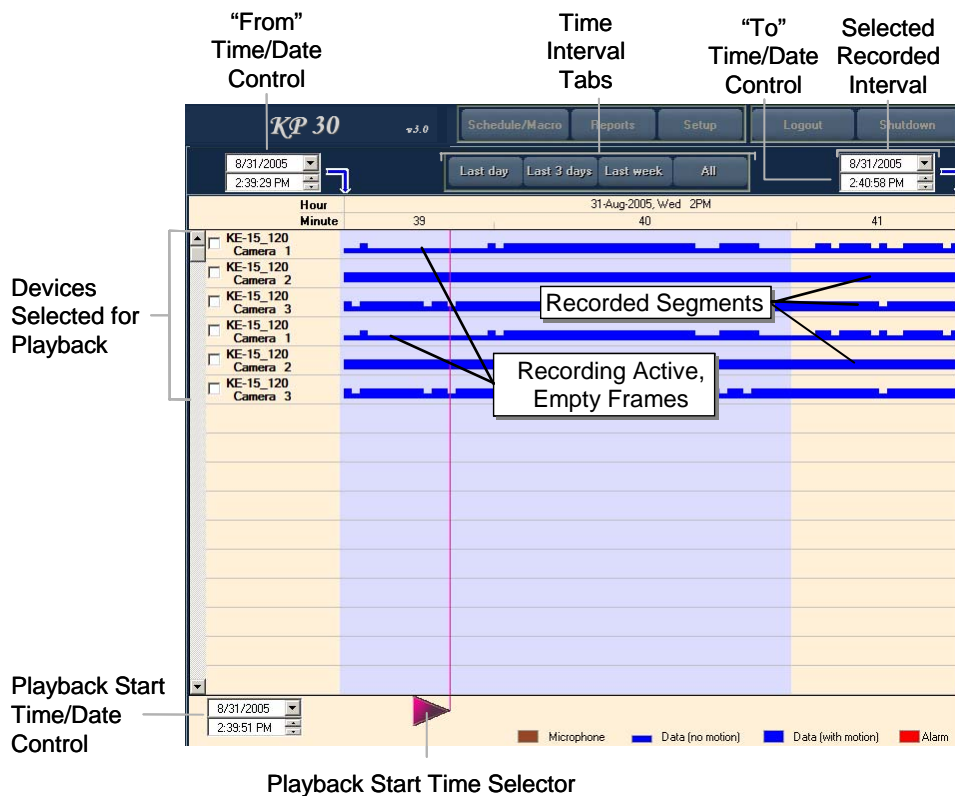 “From”
Time/Date
Control
Time
Interval
Tabs
“To”
Time/Date
Control
Selected
Recorded
Interval
KP 30 v3.0
Schedule/Macro Reports Setup Logout Shutdown
8/31/2005
2:39:29 PM
Last day Last 3 days Last week All
8/31/2005
2:40:58 PM
Hour 31-Aug-2005, Wed 2PM
Minute 39 40 41
KE-15_120
Camera 1
KE-15_120
Camera 2
KE-15_120
Camera 3
KE-15_120
Camera 1
KE-15_120
Camera 2
KE-15_120
Camera 3
Devices
Selected for
Playback
Recorded Segments
Recording Active,
Empty Frames
Playback Start
Time/Date
Control
8/31/2005
2:39:51 PM
Microphone Data (no motion) Data (with motion) Alarm
Playback Start Time Selector